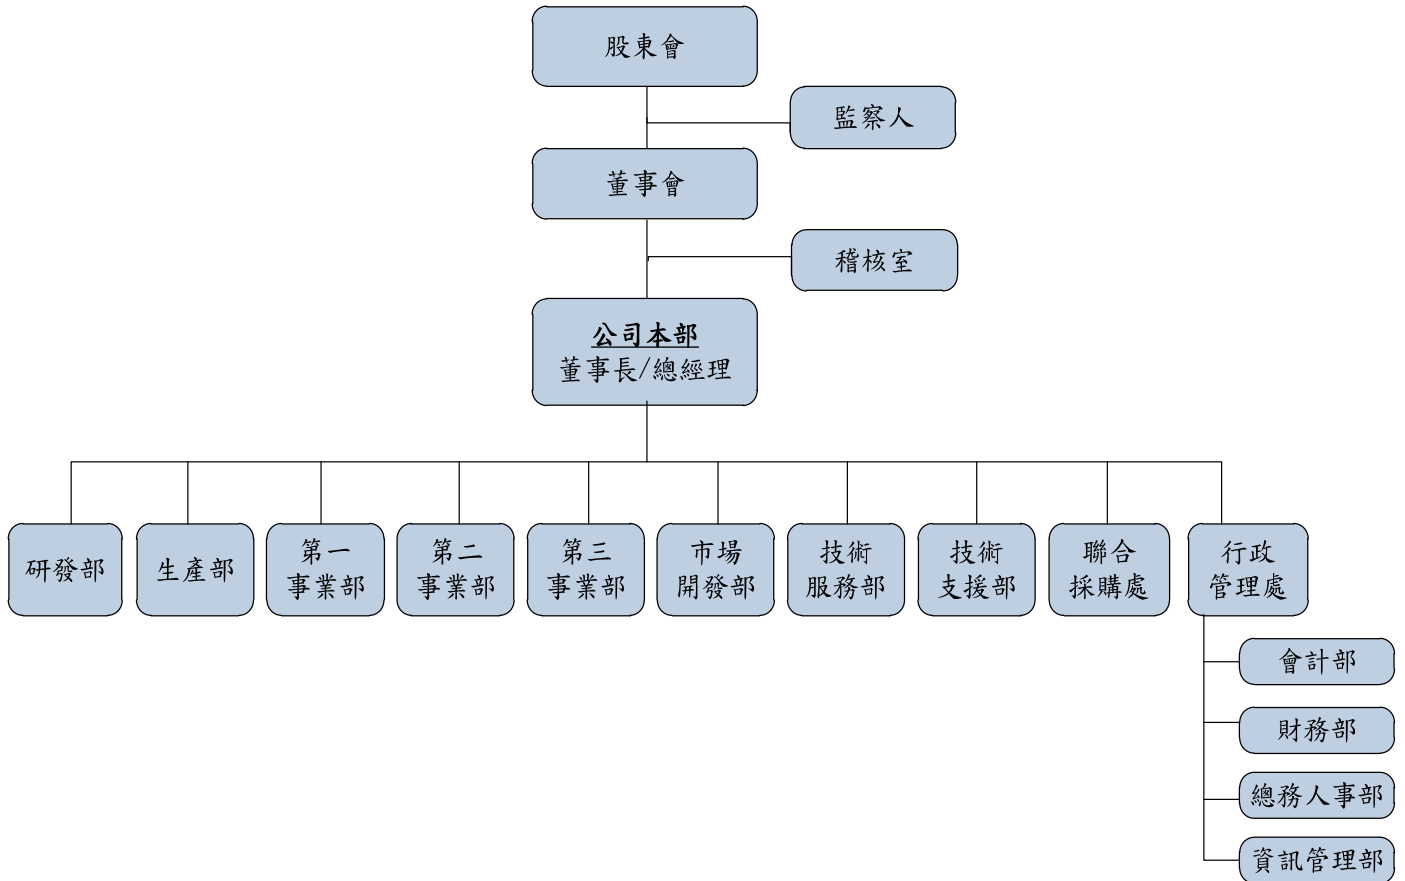 股東會
監察人
董事會
稽核室
公司本部
董事長/總經理
研發部
生產部
第一
事業部
第二
事業部
第三
事業部
市場
開發部
技術
服務部
技術
支援部
聯合
採購處
行政
管理處
會計部
財務部
總務人事部
資訊管理部